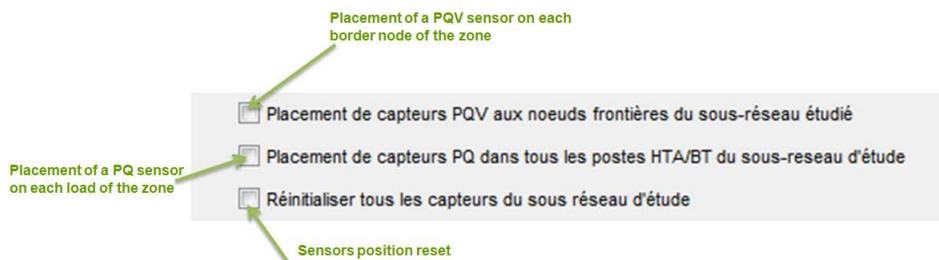 Placement of a PQV sensor on each
border node of the zone
Placement de capteurs PQV aux noeuds frontières du sous-réseau étudié
Placement of a PQ sensor
on each load of the zone
Placement de capteurs PQ dans tous les postes HTA/BT du sous-reseau d'étude
Réinitialiser tous les capteurs du sous réseau d'étude
Sensors position reset